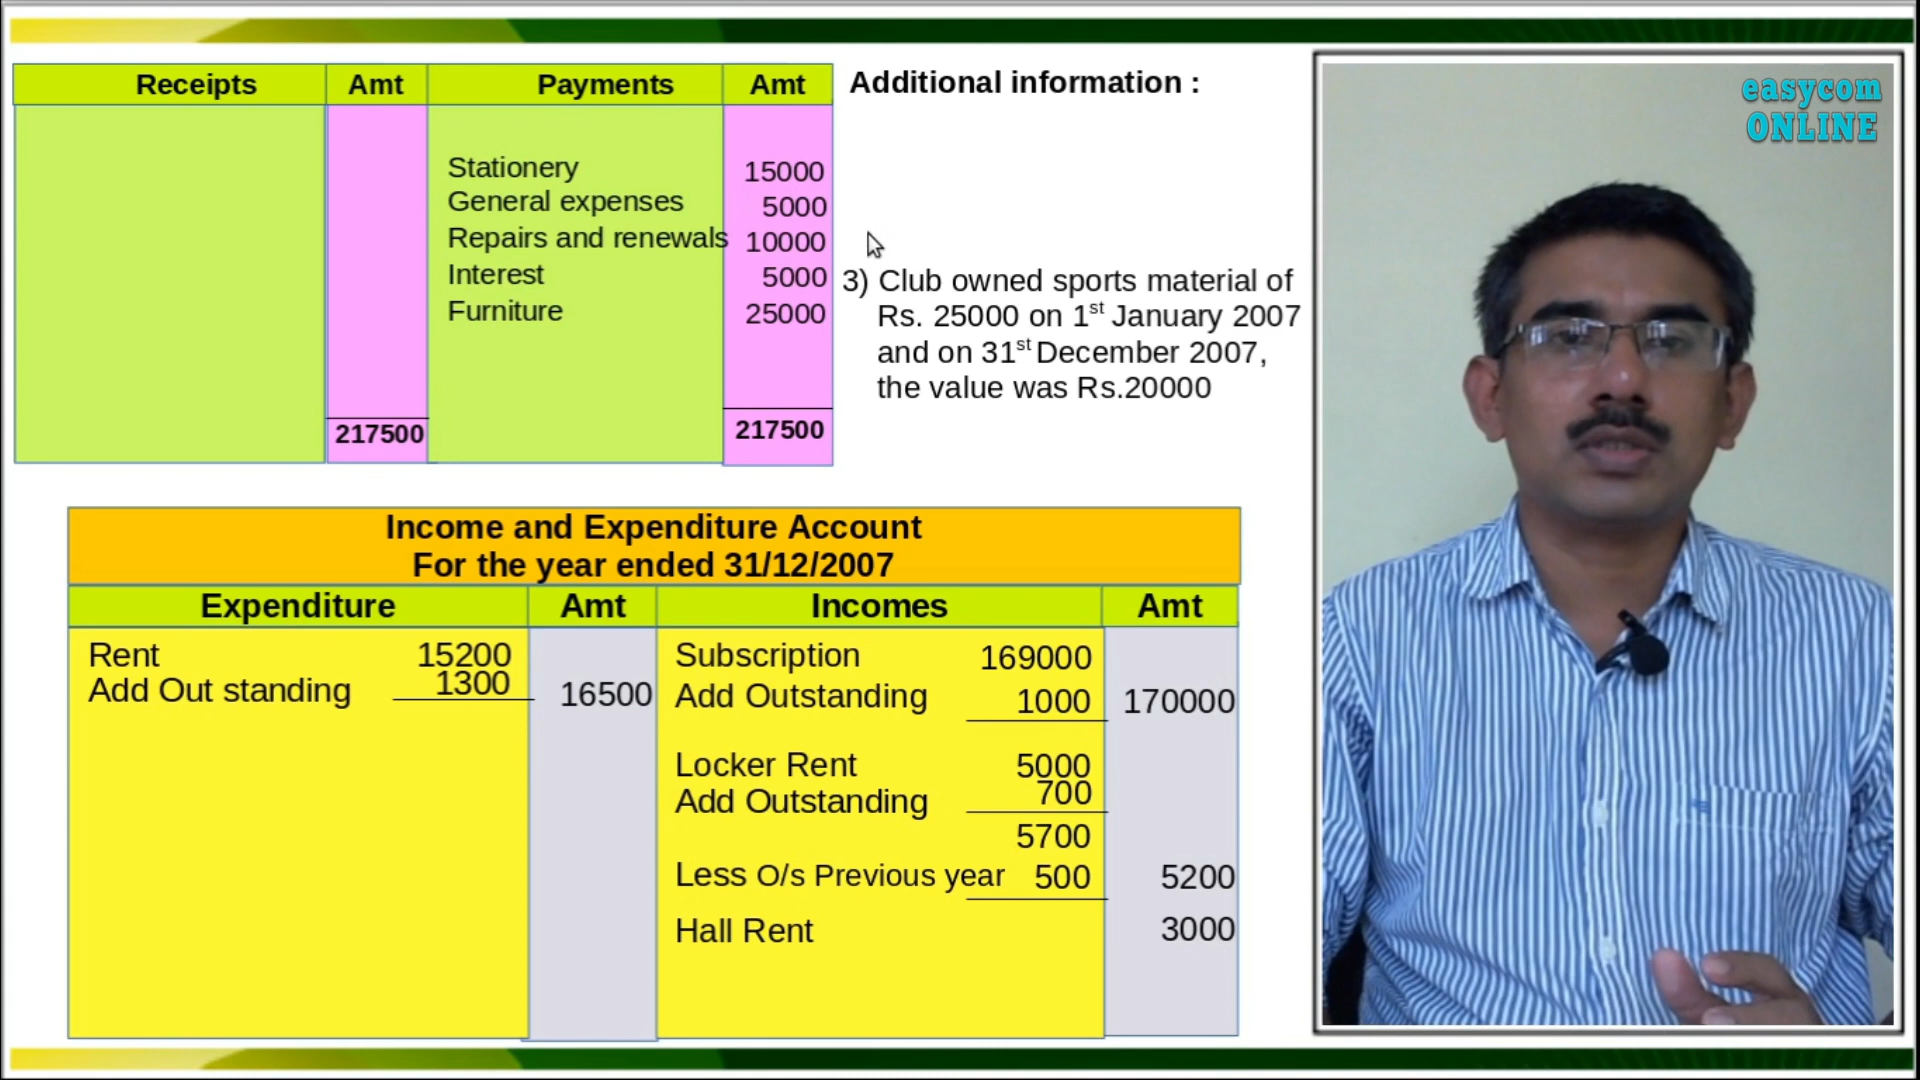 Receipts Amt Payments Amt
Stationery 15000
General expenses 5000
Repairs and renewals 10000
Interest 5000
Furniture 25000
217500 217500
Additional information :
3) Club owned sports material of
Rs. 25000 on 1st January 2007
and on 31st December 2007,
the value was Rs.20000
easycom
ONLINE
Income and Expenditure Account
For the year ended 31/12/2007
Expenditure Amt Incomes Amt
Rent 15200 Subscription 169000
Add Out standing 1300 16500 Add Outstanding 1000 170000
Locker Rent 5000
Add Outstanding 700
5700
Less O/s Previous year 500 5200
Hall Rent 3000